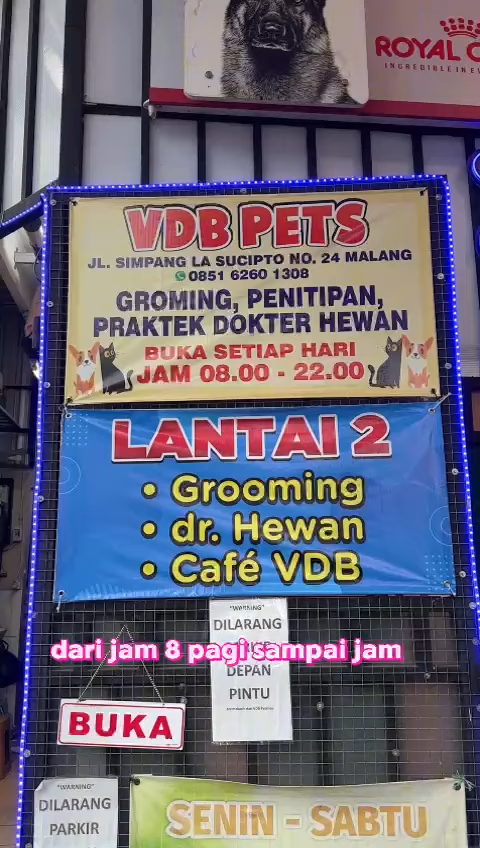 ROYAL
INCREDIBLE IN
VDB PETS
JL. SIMPANG LA SUCIPTO NO. 24 MALANG
0851 6260 1308
GROMING, PENITIPAN,
PRAKTEK DOKTER HEWAN
BUKA SETIAP HARI
JAM 08.00 - 22.00
LANTAI 2
• Grooming
• dr. Hewan
• Café VDB
"WARNING"
DILARANG
dari jam 8 pagi sampai jam
DEPAN
PINTU
BUKA
"WARNING"
DILARANG
PARKIR
SENIN - SABTU